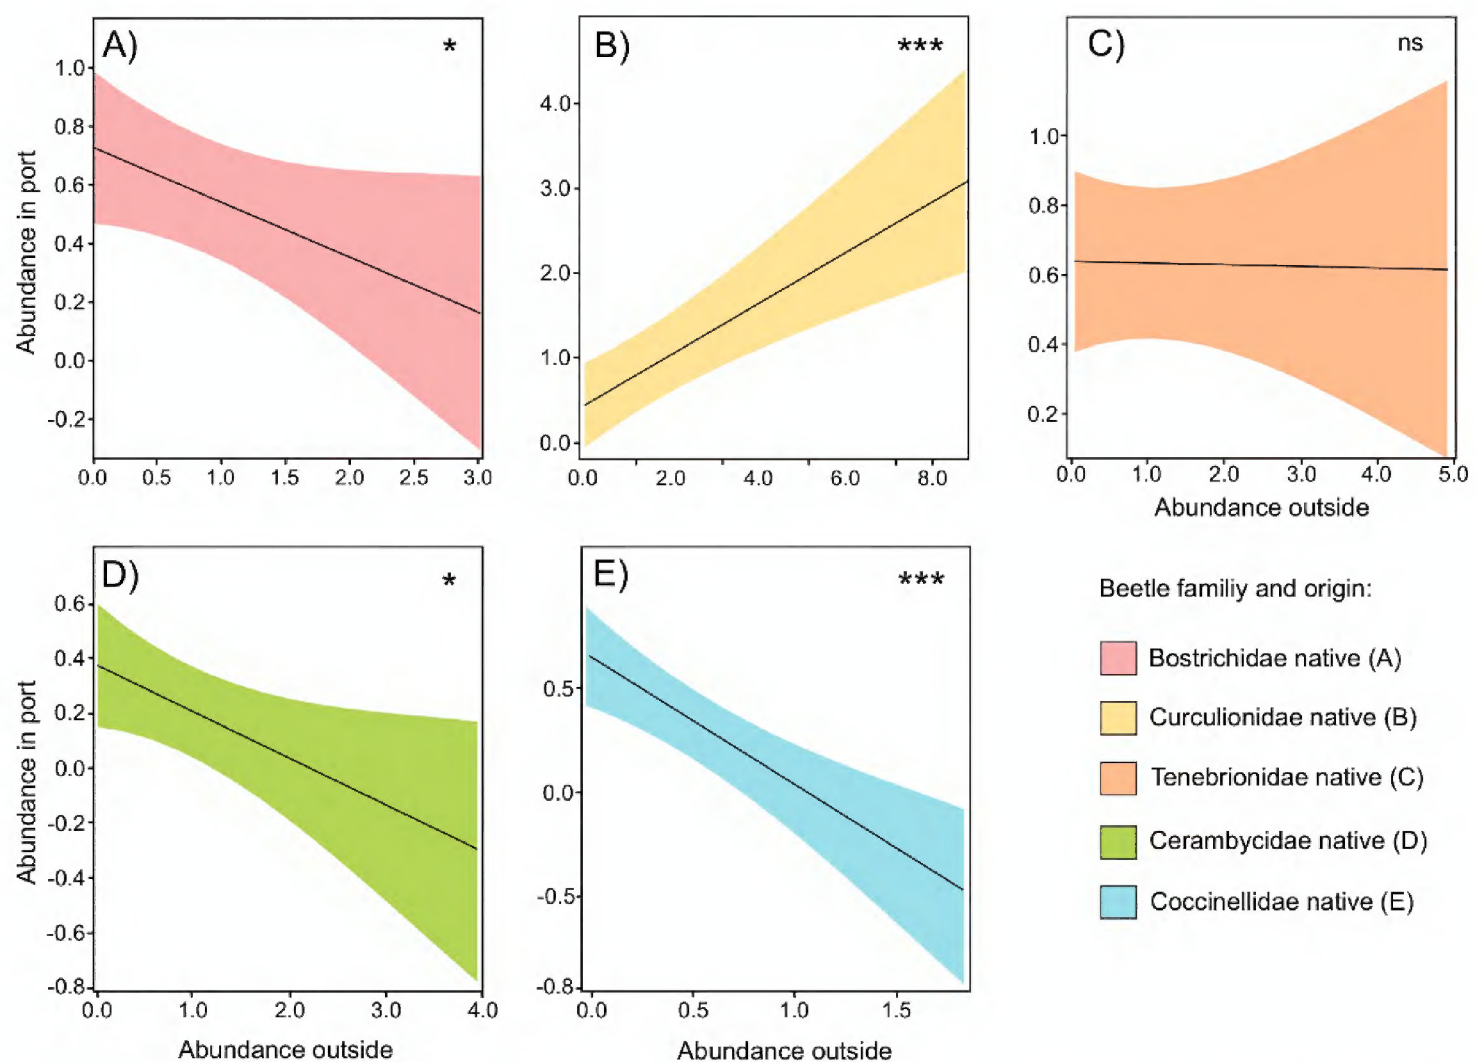 A) *
B) ***
C) ns
Abundance in port
1.0
0.8
0.6
0.4
0.2
0.0
-0.2
0.0 0.5 1.0 1.5 2.0 2.5 3.0
4.0
3.0
2.0
1.0
0.0
0.0 2.0 4.0 6.0 8.0
1.0
0.8
0.6
0.4
0.2
0.0 1.0 2.0 3.0 4.0 5.0
Abundance outside
D) *
Abundance in port
0.6
0.4
0.2
0.0
-0.2
-0.4
-0.6
-0.8
0.0 1.0 2.0 3.0 4.0
Abundance outside
E) ***
0.5
0.0
-0.5
-0.8
0.0 0.5 1.0 1.5
Abundance outside
Beetle familiy and origin:
Bostrichidae native (A)
Curculionidae native (B)
Tenebrionidae native (C)
Cerambycidae native (D)
Coccinellidae native (E)